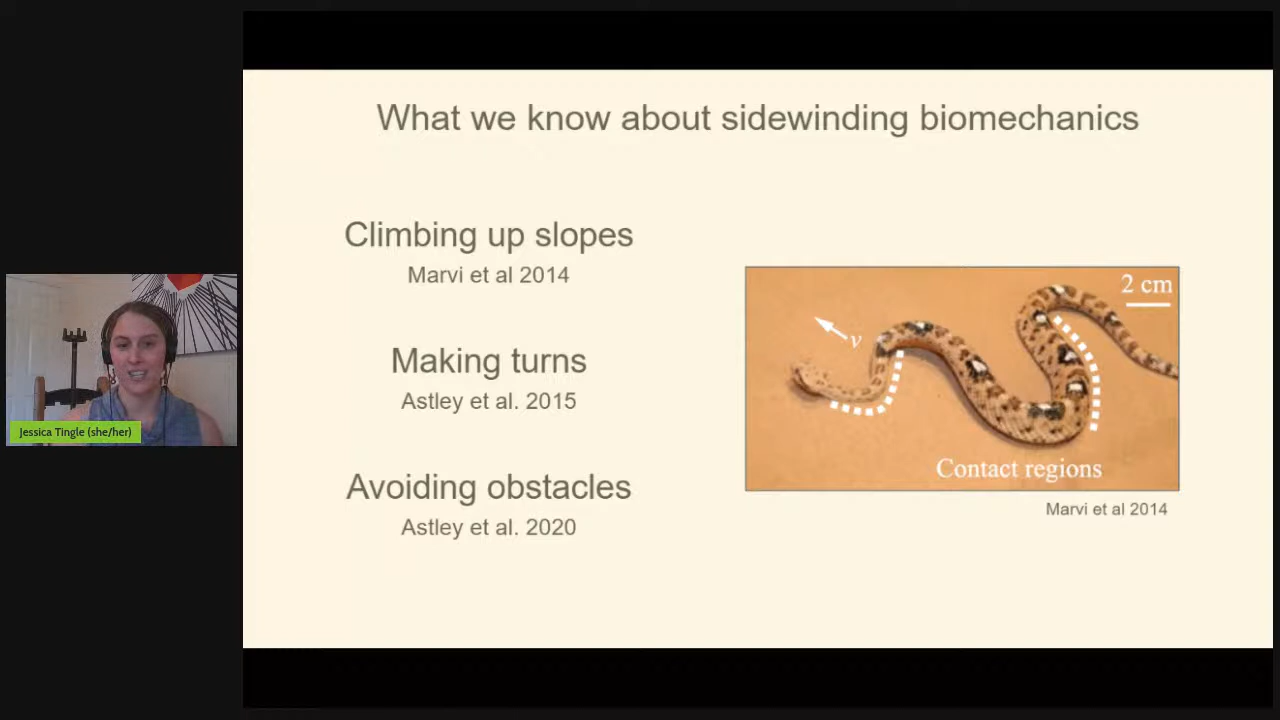 What we know about sidewinding biomechanics
Climbing up slopes
Marvi et al 2014
Making turns
Astley et al. 2015
Avoiding obstacles
Astley et al. 2020
2 cm
v
Contact regions
Marvi et al 2014
Jessica Tingle (she/her)